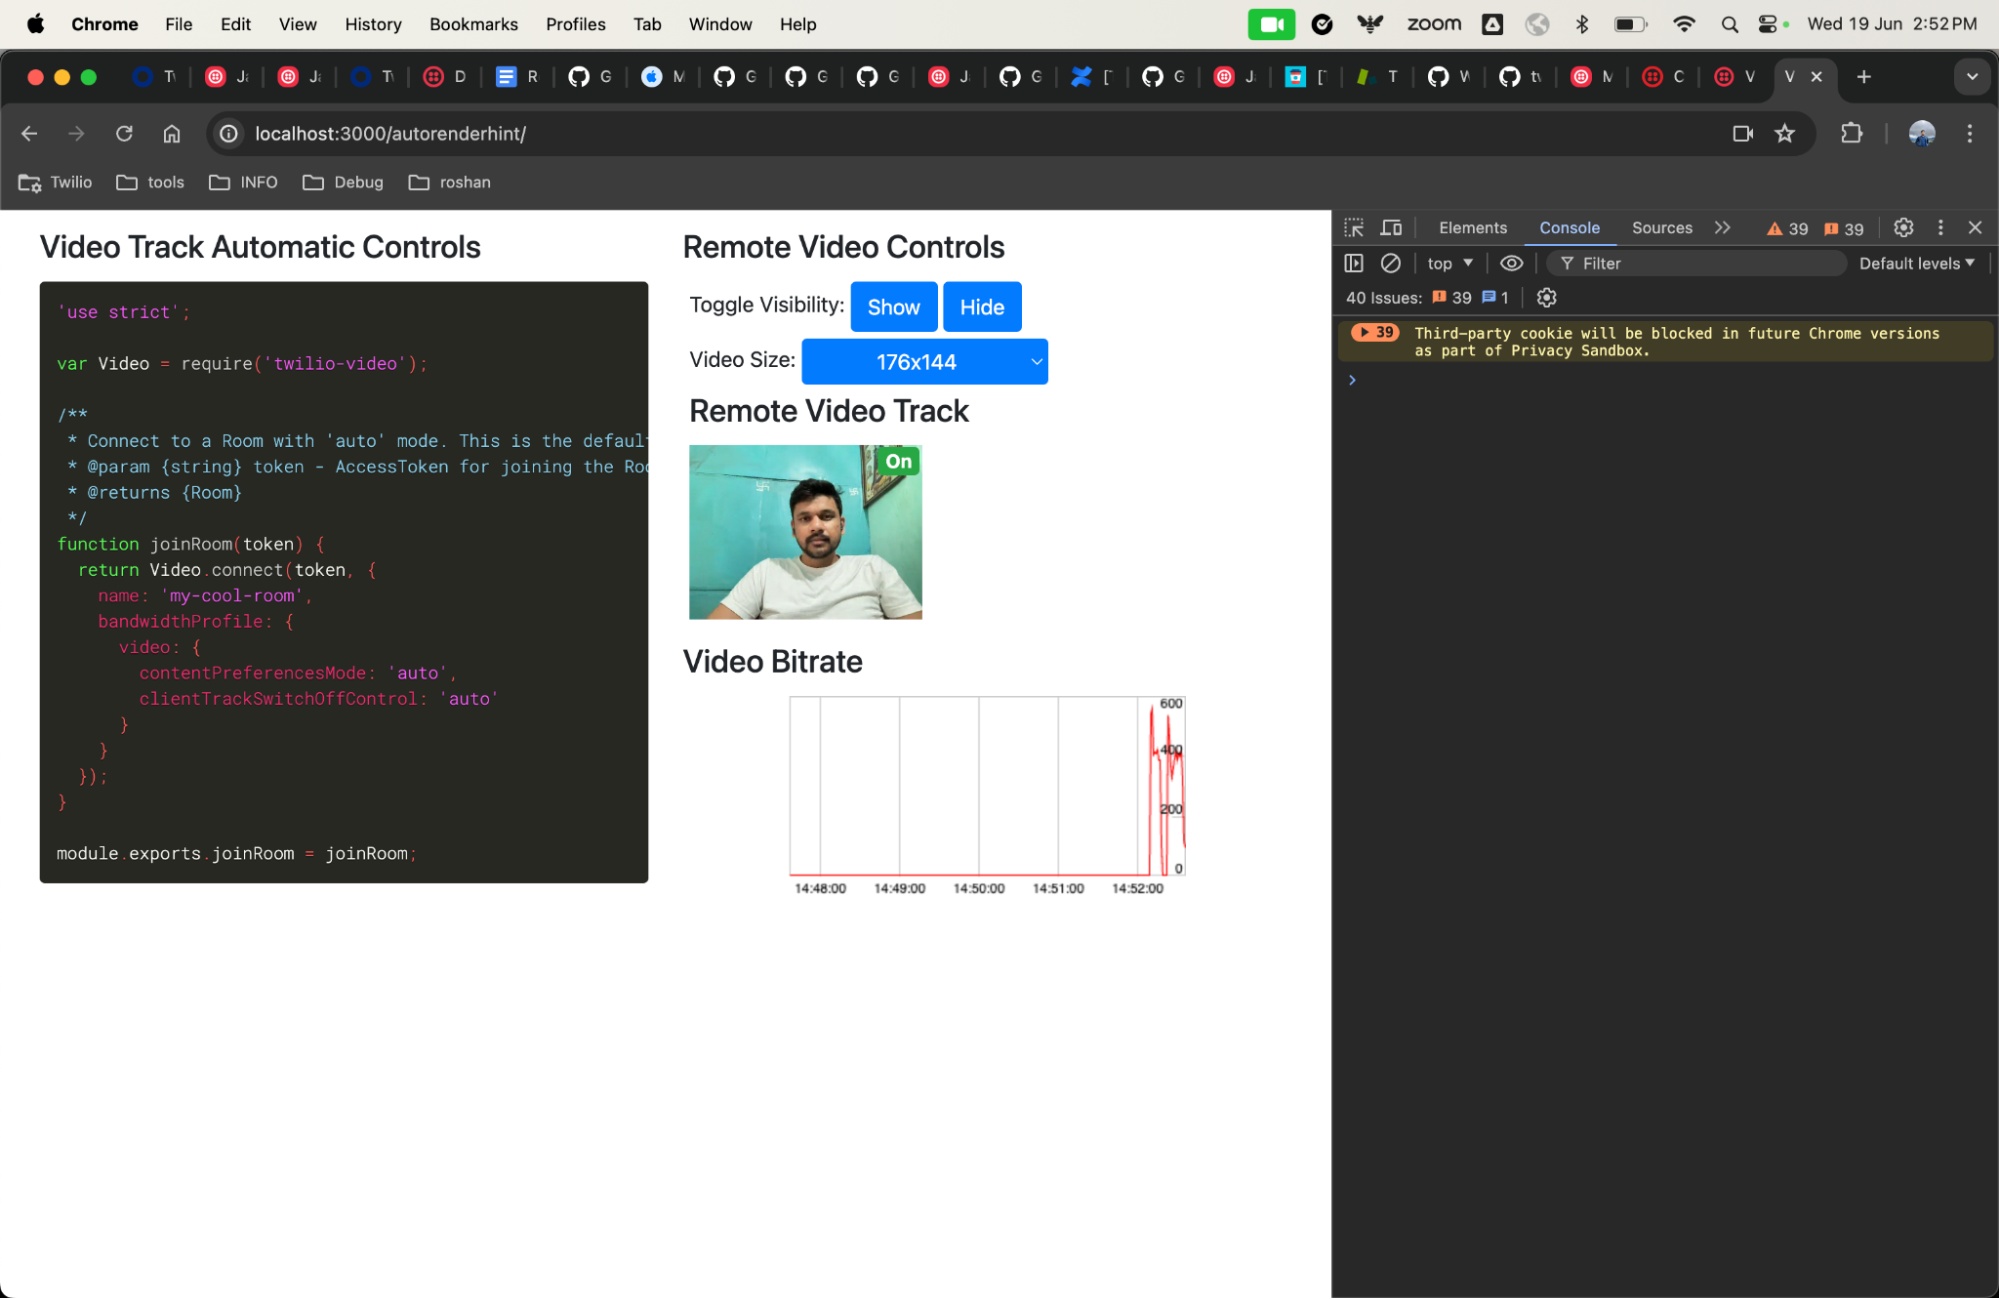 Chrome File Edit View History Bookmarks Profiles Tab Window Help zoom Wed 19 Jun 2:52 PM
T J J T D R G M G G G J G [ G J [ T W t M C V V
localhost:3000/autorenderhint/
Twilio tools INFO Debug roshan
Video Track Automatic Controls
'use strict';
var Video = require('twilio-video');
/**
* Connect to a Room with 'auto' mode. This is the defaul
* @param {string} token - AccessToken for joining the Ro
* @returns {Room}
*/
function joinRoom(token) {
return Video.connect(token, {
name: 'my-cool-room',
bandwidthProfile: {
video: {
contentPreferencesMode: 'auto',
clientTrackSwitchOffControl: 'auto'
}
}
});
}
module.exports.joinRoom = joinRoom;
Remote Video Controls
Toggle Visibility: Show Hide
Video Size: 176x144
Remote Video Track
On
Video Bitrate
600
400
200
0
14:48:00 14:49:00 14:50:00 14:51:00 14:52:00
Elements Console Sources 39 39
top Filter Default levels
40 Issues: 39 1
39 Third-party cookie will be blocked in future Chrome versions
as part of Privacy Sandbox.